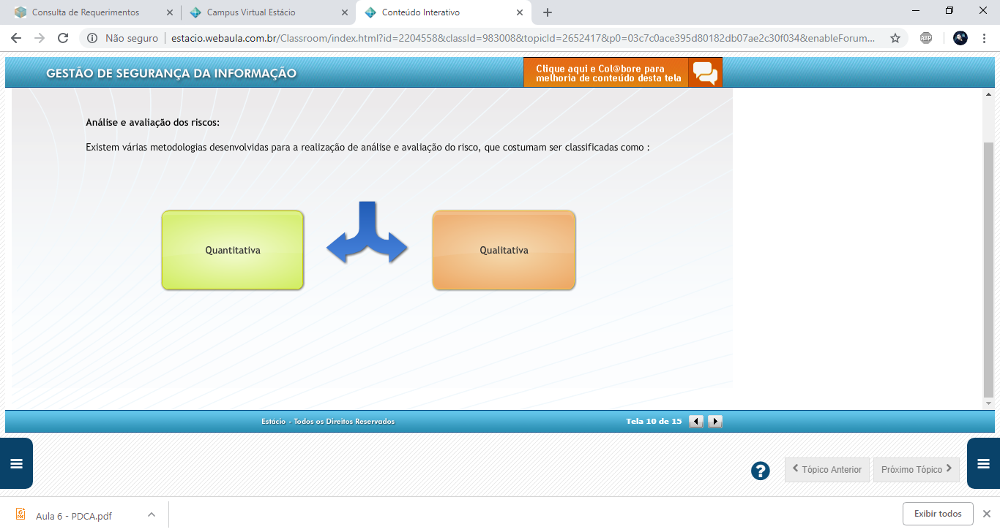 Consulta de Requerimentos
Campus Virtual Estácio
Conteúdo Interativo
Não seguro
estacio.webaula.com.br/Classroom/index.html?id=2204558&classId=983008&topicId=2652417&p0=03c7c0ace395d80182db07ae2c30f034&enableForum...
ABP
GESTÃO DE SEGURANÇA DA INFORMAÇÃO
Clique aqui e Col@bore para
melhoria de conteúdo desta tela
Análise e avaliação dos riscos:
Existem várias metodologias desenvolvidas para a realização de análise e avaliação do risco, que costumam ser classificadas como :
Quantitativa
Qualitativa
Estácio - Todos os Direitos Reservados
Tela 10 de 15
?
Tópico Anterior
Próximo Tópico
Aula 6 - PDCA.pdf
Exibir todos